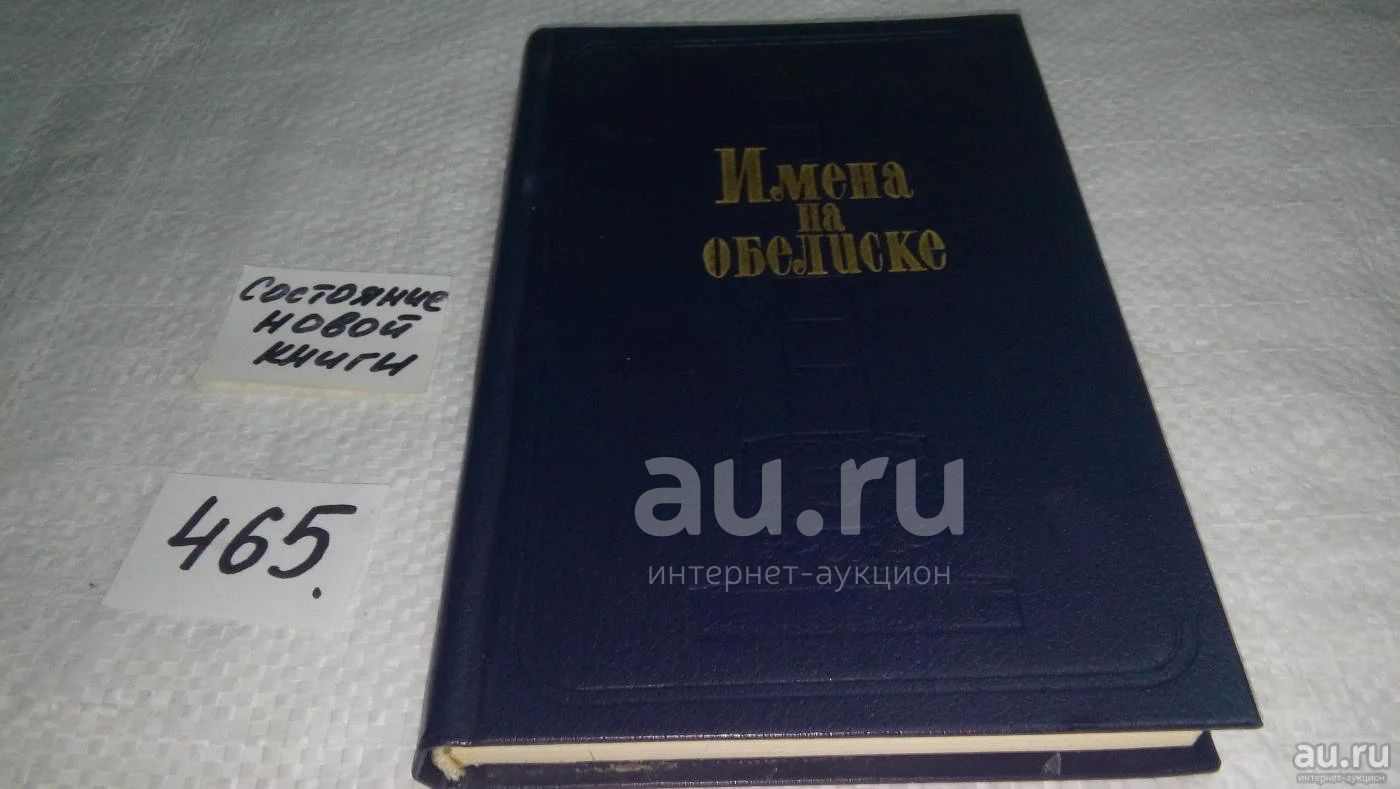 Имена
на
обелиске
Состояние
новой
книги
465.
au.ru
интернет-аукцион
au.ru
интернет-аукцион